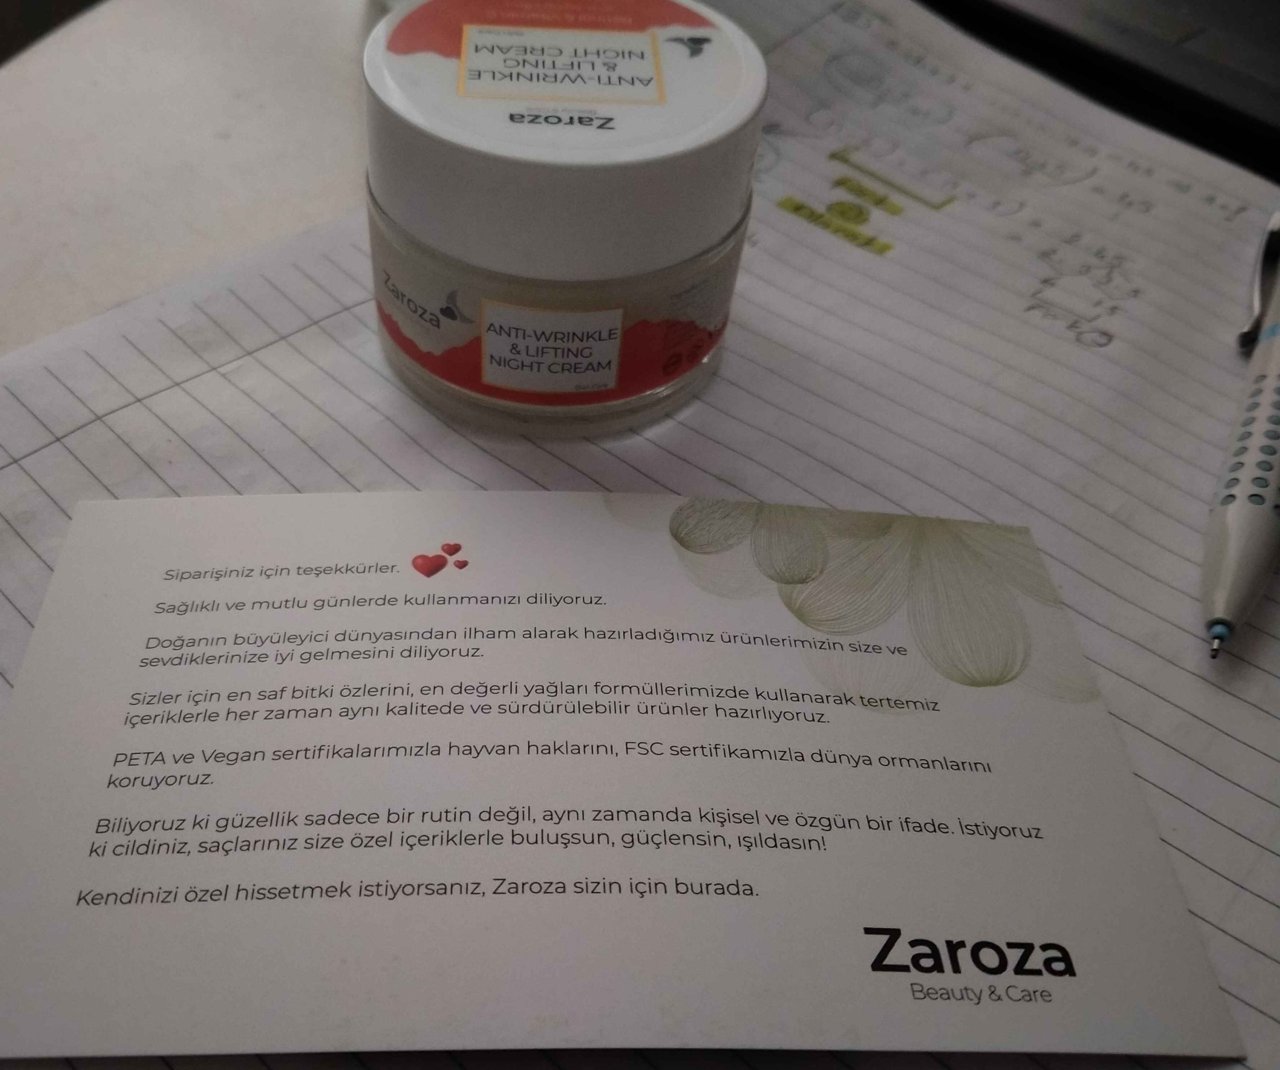 Zaroza
ANTI-WRINKLE
& LIFTING
NIGHT CREAM
Zaroza
ANTI-WRINKLE
& LIFTING
NIGHT CREAM
Siparişiniz için teşekkürler.
Sağlıklı ve mutlu günlerde kullanmanızı diliyoruz.
Doğanın büyüleyici dünyasından ilham alarak hazırladığımız ürünlerimizin size ve
sevdiklerinize iyi gelmesini diliyoruz.
Sizler için en saf bitki özlerini, en değerli yağları formüllerimizde kullanarak tertemiz
içeriklerle her zaman aynı kalitede ve sürdürülebilir ürünler hazırlıyoruz.
PETA ve Vegan sertifikalarımızla hayvan haklarını, FSC sertifikamızla dünya ormanlarını
koruyoruz.
Biliyoruz ki güzellik sadece bir rutin değil, aynı zamanda kişisel ve özgün bir ifade. İstiyoruz
ki cildiniz, saçlarınız size özel içeriklerle buluşsun, güçlensin, ışıldasın!
Kendinizi özel hissetmek istiyorsanız, Zaroza sizin için burada.
Zaroza
Beauty & Care